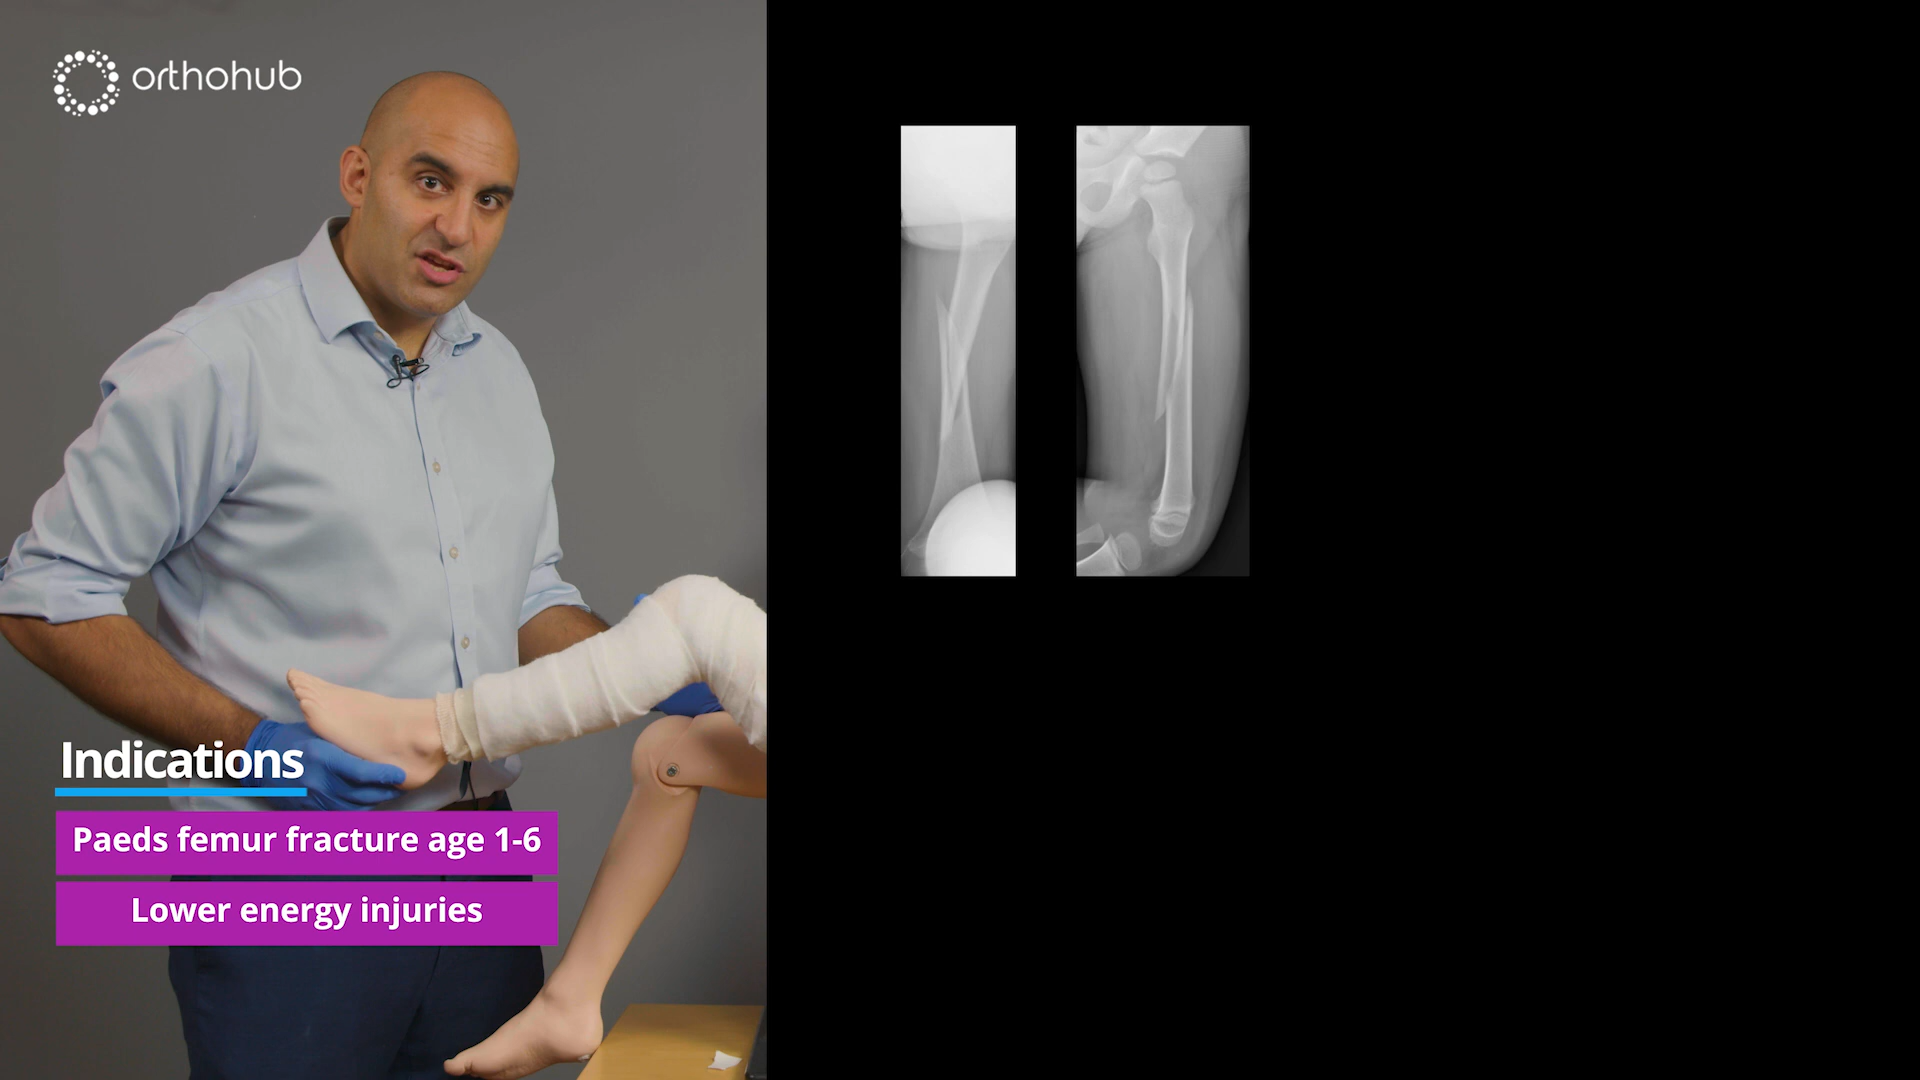 orthohub
Indications
Paeds femur fracture age 1-6
Lower energy injuries